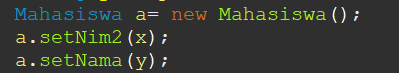 Mahasiswa a= new Mahasiswa();
a.setNim2(x);
a.setNama(y);